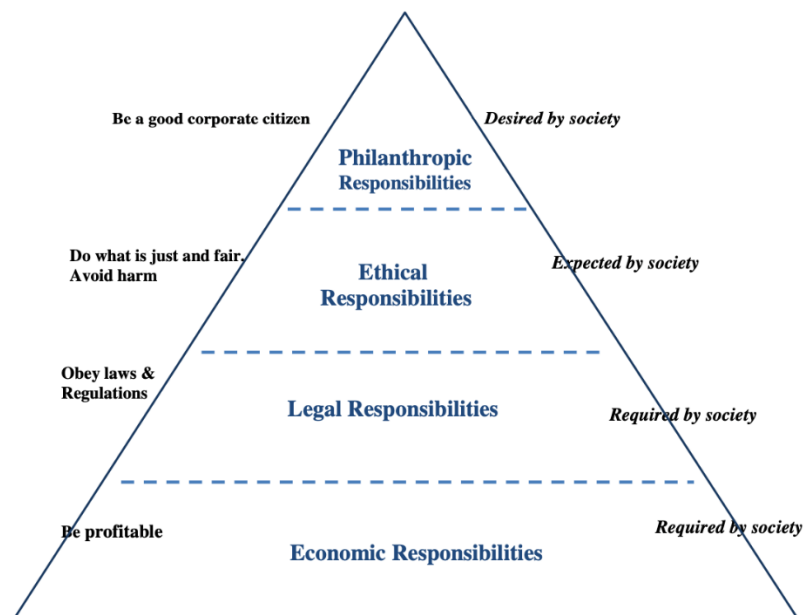 Be a good corporate citizen
Desired by society
Philanthropic
Responsibilities
Do what is just and fair,
Avoid harm
Expected by society
Ethical
Responsibilities
Obey laws &
Regulations
Legal Responsibilities
Required by society
Be profitable
Required by society
Economic Responsibilities